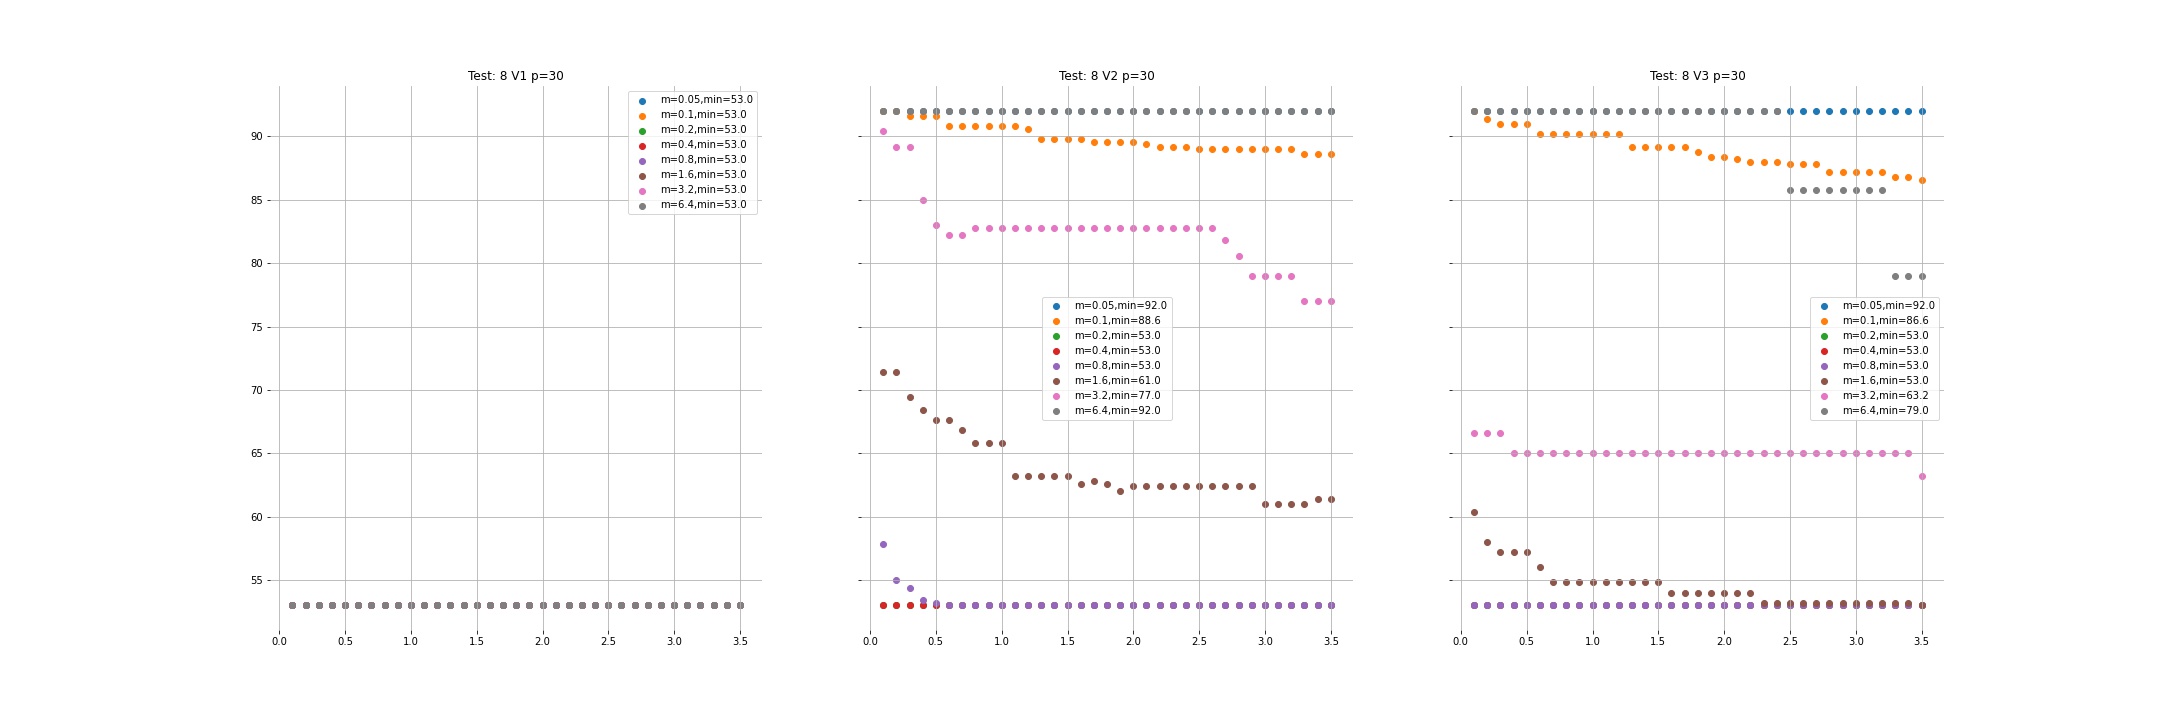 Test: 8 V1 p=30
90
85
80
75
70
65
60
55
0.0 0.5 1.0 1.5 2.0 2.5 3.0 3.5
m=0.05,min=53.0
m=0.1,min=53.0
m=0.2,min=53.0
m=0.4,min=53.0
m=0.8,min=53.0
m=1.6,min=53.0
m=3.2,min=53.0
m=6.4,min=53.0
Test: 8 V2 p=30
m=0.05,min=92.0
m=0.1,min=88.6
m=0.2,min=53.0
m=0.4,min=53.0
m=0.8,min=53.0
m=1.6,min=61.0
m=3.2,min=77.0
m=6.4,min=92.0
0.0 0.5 1.0 1.5 2.0 2.5 3.0 3.5
Test: 8 V3 p=30
m=0.05,min=92.0
m=0.1,min=86.6
m=0.2,min=53.0
m=0.4,min=53.0
m=0.8,min=53.0
m=1.6,min=53.0
m=3.2,min=63.2
m=6.4,min=79.0
0.0 0.5 1.0 1.5 2.0 2.5 3.0 3.5